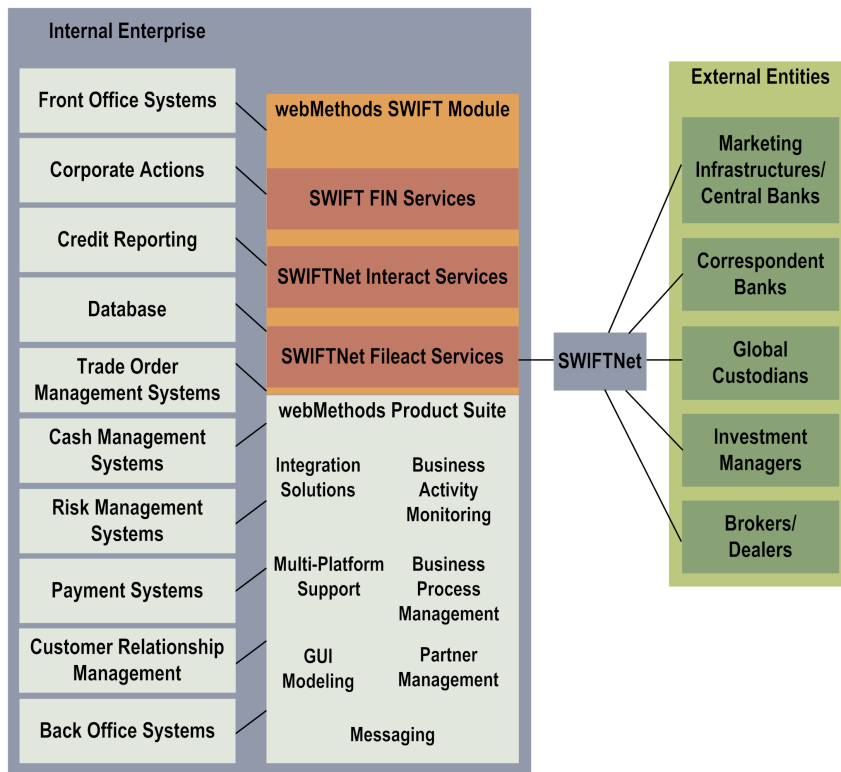 Internal Enterprise
Front Office Systems
Corporate Actions
Credit Reporting
Database
Trade Order
Management Systems
Cash Management
Systems
Risk Management
Systems
Payment Systems
Customer Relationship
Management
Back Office Systems
webMethods SWIFT Module
SWIFT FIN Services
SWIFTNet Interact Services
SWIFTNet Fileact Services
webMethods Product Suite
Integration
Solutions
Business
Activity
Monitoring
Multi-Platform
Support
Business
Process
Management
GUI
Modeling
Partner
Management
Messaging
SWIFTNet
External Entities
Marketing
Infrastructures/
Central Banks
Correspondent
Banks
Global
Custodians
Investment
Managers
Brokers/
Dealers